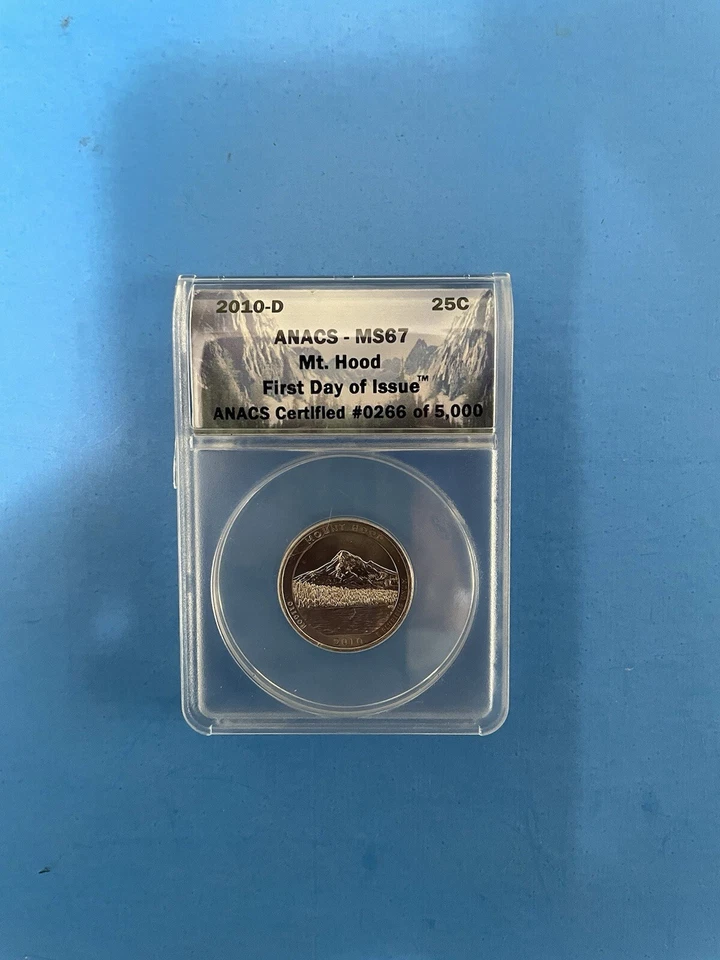 2010-D 25C
ANACS - MS67
Mt. Hood
First Day of Issue™
ANACS Certified #0266 of 5,000
MOUNT HOOD
2010